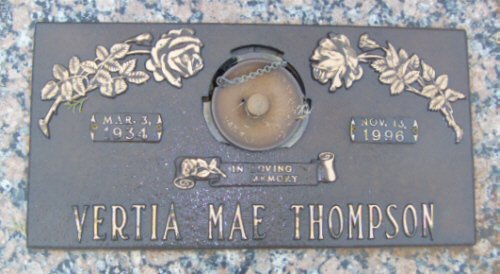 MAR. 3,
1934
NOV. 13,
1996
IN LOVING
MEMORY
VERTIA MAE THOMPSON